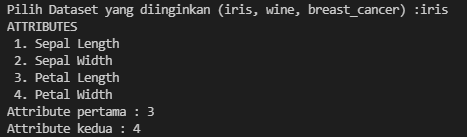 Pilih Dataset yang diinginkan (iris, wine, breast_cancer) :iris
ATTRIBUTES
1. Sepal Length
2. Sepal Width
3. Petal Length
4. Petal Width
Attribute pertama : 3
Attribute kedua : 4